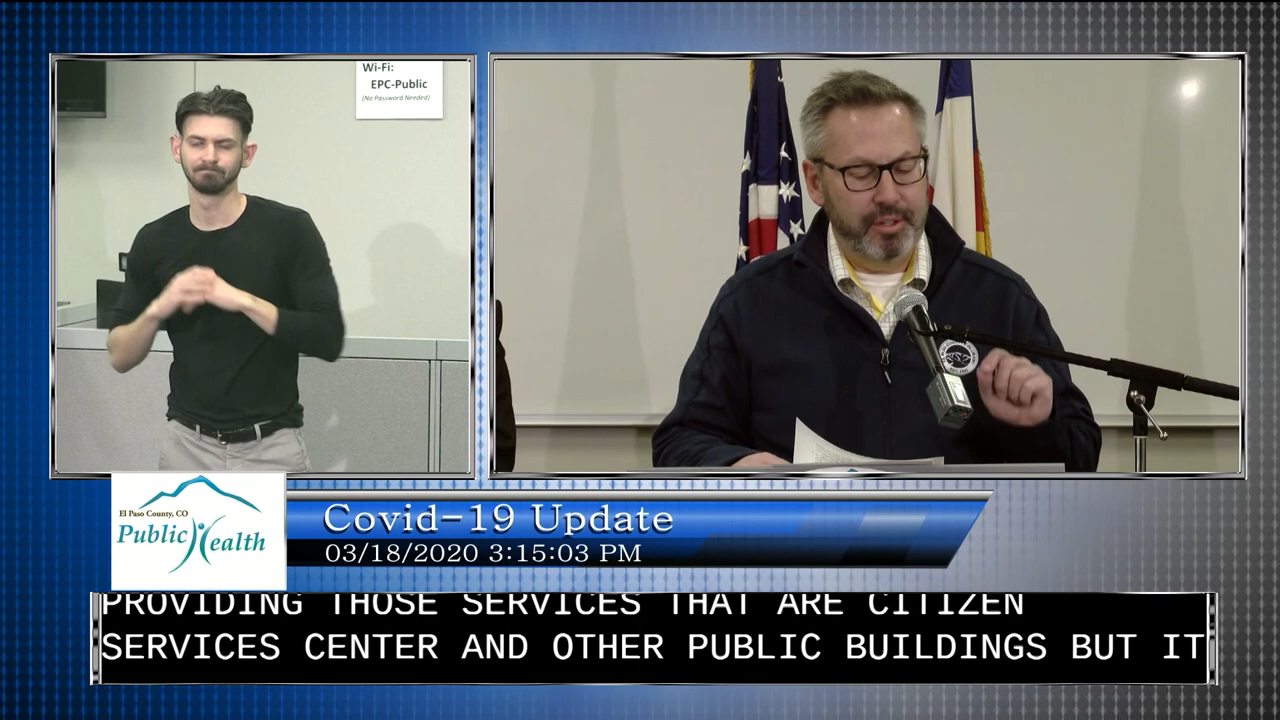 Wi-Fi:
EPC-Public
(No Password Needed)
El Paso County, CO
Public Health
Covid-19 Update
03/18/2020 3:15:03 PM
PROVIDING THOSE SERVICES THAT ARE CITIZEN
SERVICES CENTER AND OTHER PUBLIC BUILDINGS BUT IT